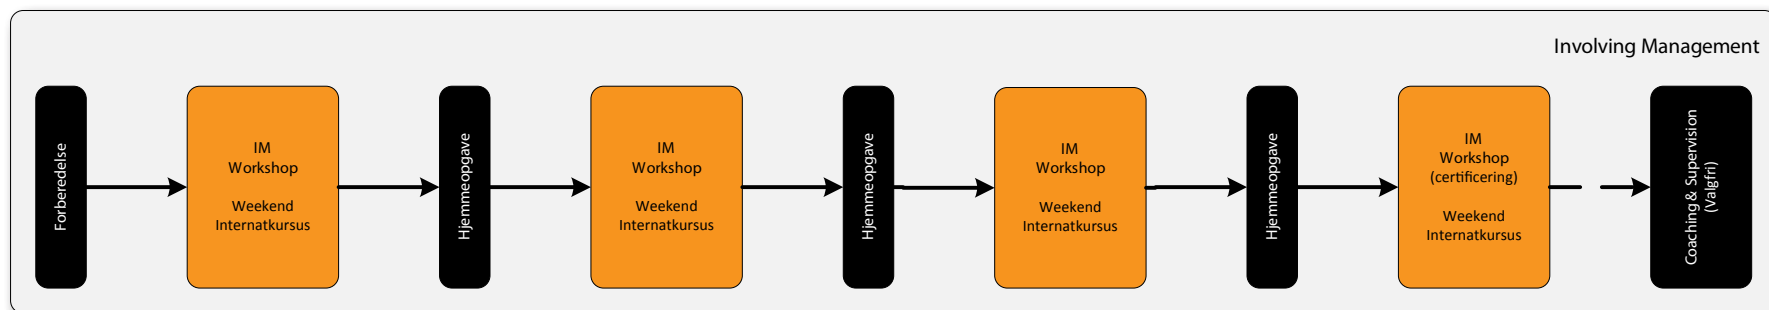 Involving Management
Forberedelse
IM
Workshop
Weekend
Internatkursus
Hjemmeopgave
IM
Workshop
Weekend
Internatkursus
Hjemmeopgave
IM
Workshop
Weekend
Internatkursus
Hjemmeopgave
IM
Workshop
(certificering)
Weekend
Internatkursus
Coaching & Supervision
(Valgfri)